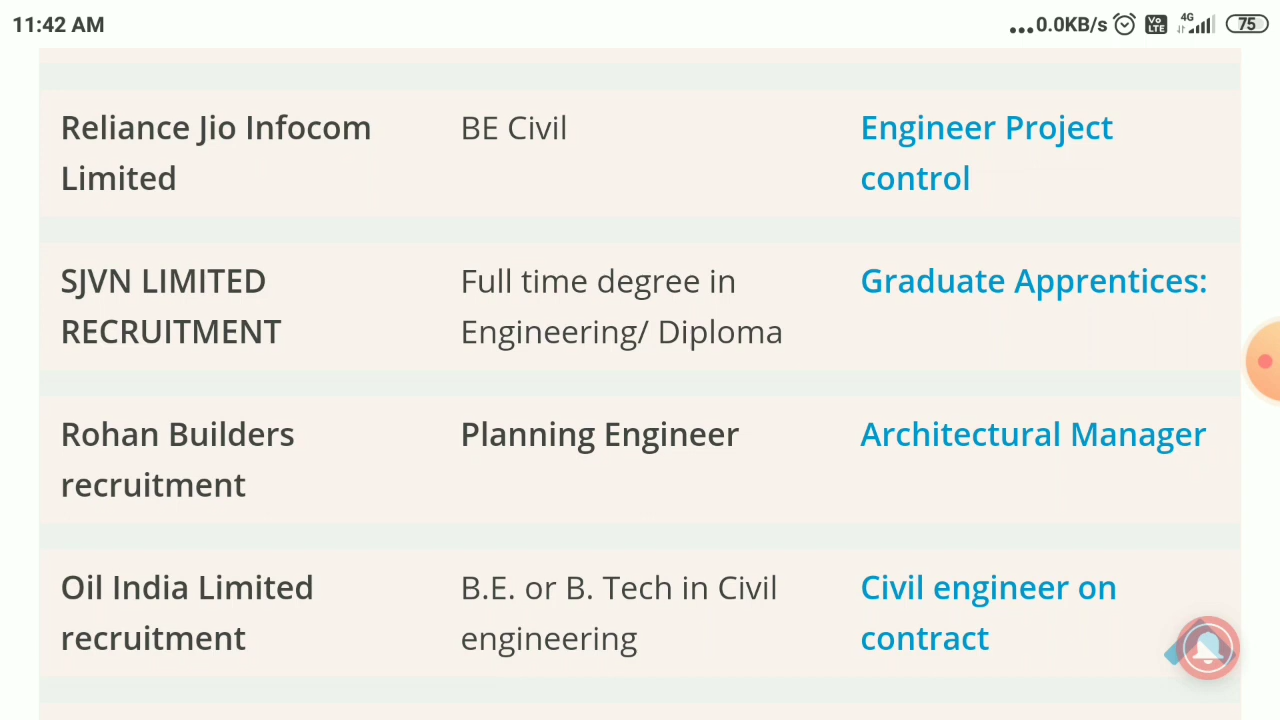 11:42 AM
...0.0KB/s Vo LTE 4G 75
Reliance Jio Infocom
Limited
BE Civil
Engineer Project
control
SJVN LIMITED
RECRUITMENT
Full time degree in
Engineering/ Diploma
Graduate Apprentices:
Rohan Builders
recruitment
Planning Engineer
Architectural Manager
Oil India Limited
recruitment
B.E. or B. Tech in Civil
engineering
Civil engineer on
contract